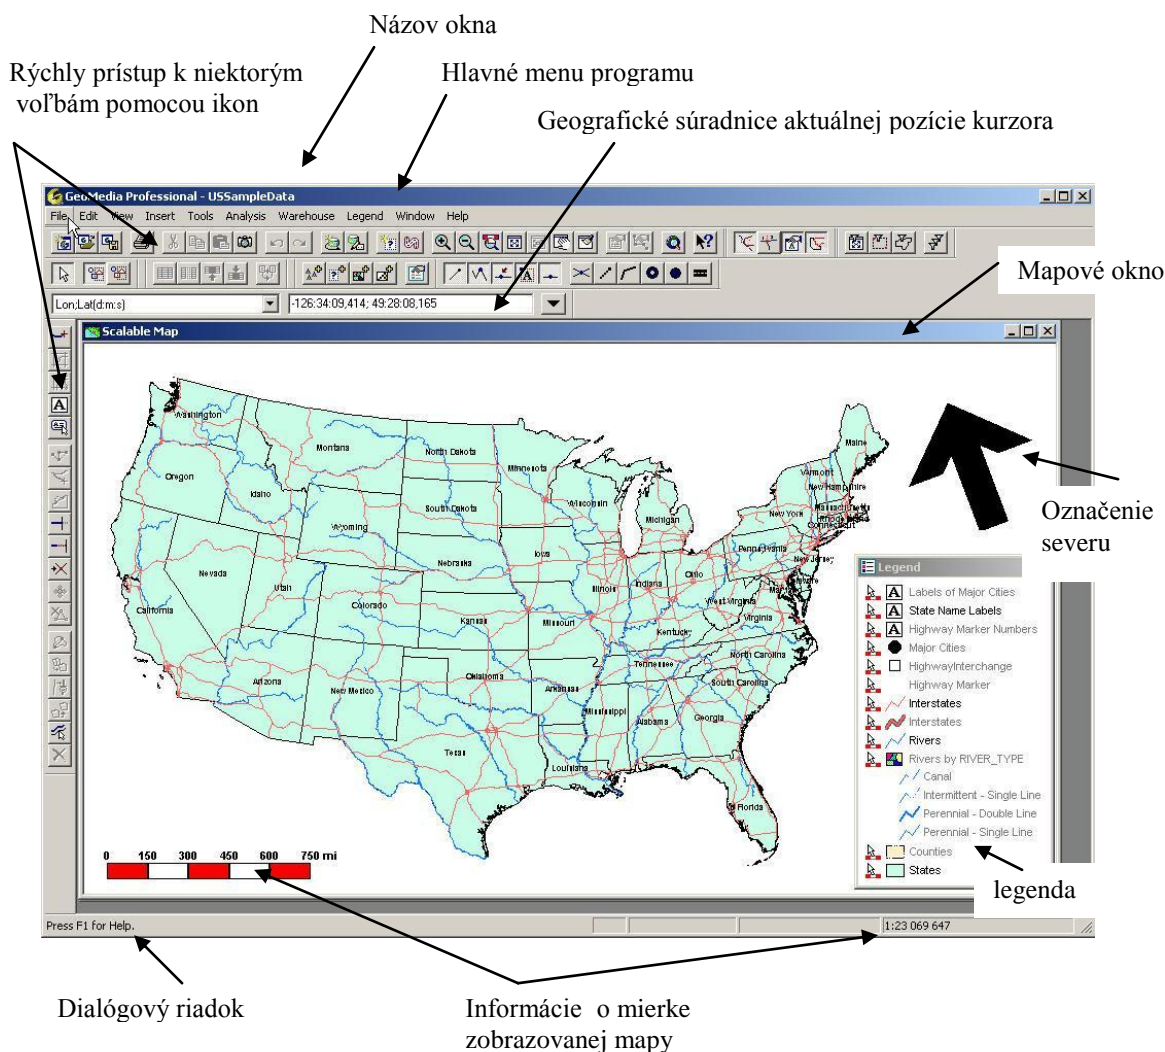 Názov okna
Rýchly prístup k niektorým
voľbám pomocou ikon
Hlavné menu programu
Geografické súradnice aktuálnej pozície kurzora
GeoMedia Professional - USSampleData
File Edit View Insert Tools Analysis Warehouse Legend Window Help
Mapové okno
Lon;Lat(d:m:s)
-126:34:09,414; 49:28:08,165
Scalable Map
Washington
Montana
North Dakota
Minnesota
Maine
Oregon
Idaho
Wyoming
South Dakota
Wisconsin
Michigan
Vermont
New Hampshire
New York
Označenie
severu
Nevada
Utah
Colorado
Nebraska
Iowa
Illinois
Indiana
Ohio
Pennsylvania
New Jersey
California
Kansas
Missouri
West Virginia
Virginia
Kentucky
Arizona
New Mexico
Oklahoma
Arkansas
Tennessee
North Carolina
South Carolina
Texas
Louisiana
Mississippi
Alabama
Georgia
Florida
Legend
A Labels of Major Cities
A State Name Labels
A Highway Marker Numbers
Major Cities
HighwayInterchange
Highway Marker
Interstates
Interstates
Rivers
Rivers by RIVER_TYPE
Canal
Intermittent - Single Line
Perennial - Double Line
Perennial - Single Line
Counties
States
legenda
0 150 300 450 600 750 mi
Press F1 for Help.
1:23 069 647
Dialógový riadok
Informácie o mierke
zobrazovanej mapy